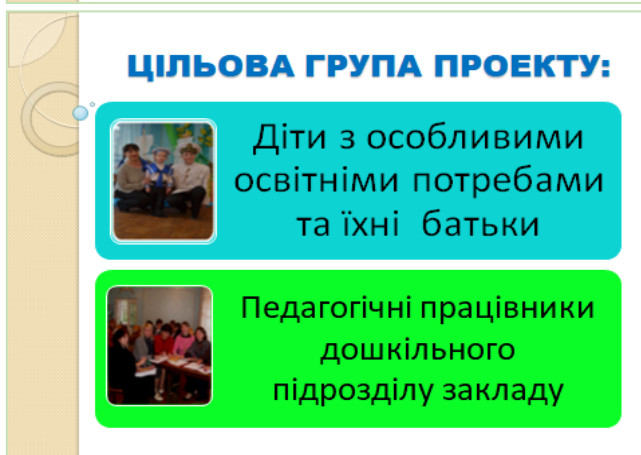 ЦІЛЬОВА ГРУПА ПРОЕКТУ:
Діти з особливими
освітніми потребами
та їхні батьки
Педагогічні працівники
дошкільного
підрозділу закладу